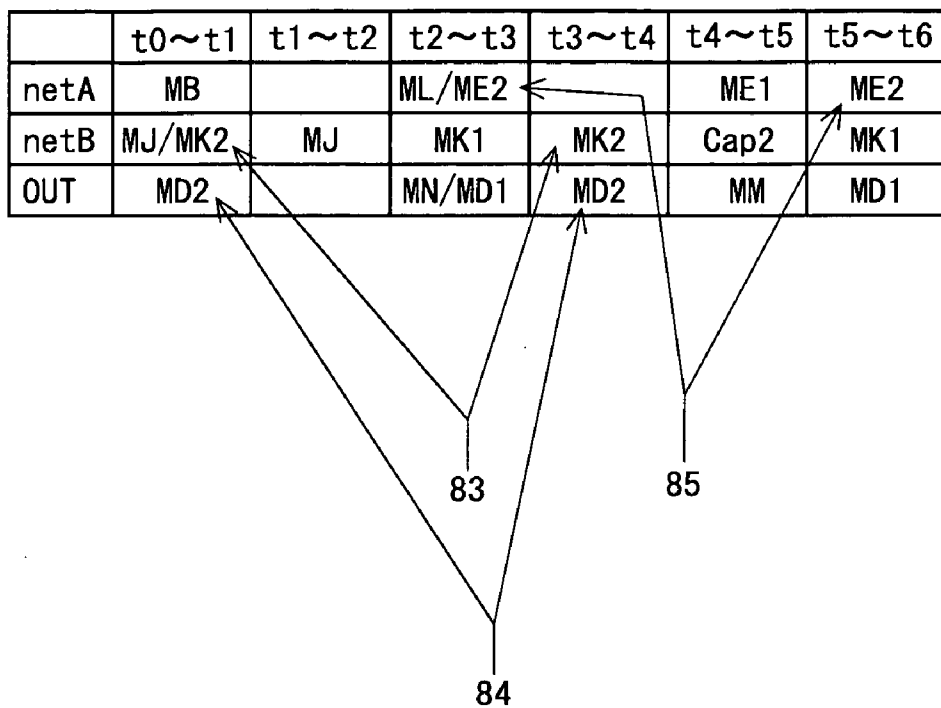 t0～t1 t1～t2 t2～t3 t3～t4 t4～t5 t5～t6
netA MB ML/ME2 ME1 ME2
netB MJ/MK2 MJ MK1 MK2 Cap2 MK1
OUT MD2 MN/MD1 MD2 MM MD1
83
85
84